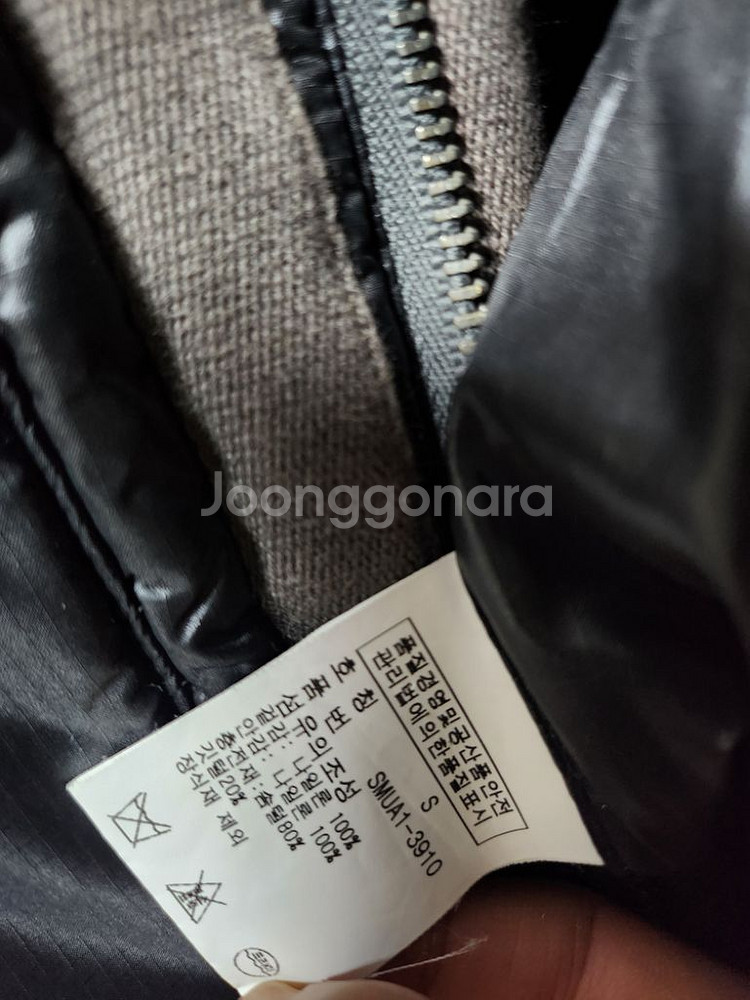 Joonggonara
품질경영및공산품안전
관리법에의한품질표시
호 칭 S
품 번 SMUA1-3910
섬 유 의 조성
겉감: 나일론 100%
안감: 나일론 100%
충전재:솜털80%
깃털20%
장식재 제외